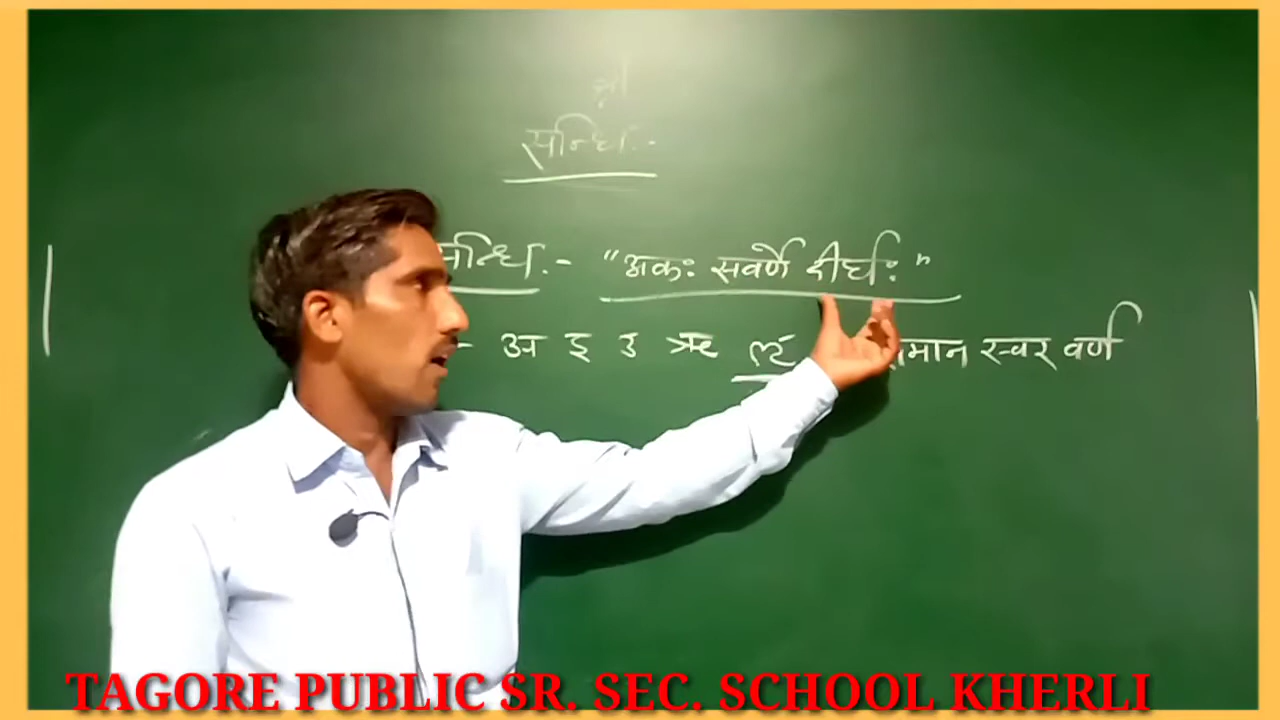 सन्धिः -
सन्धिः - "अकः सवर्णे दीर्घः"
- अ इ उ ऋ लृ समान स्वर वर्ण
TAGORE PUBLIC SR. SEC. SCHOOL KHERLI